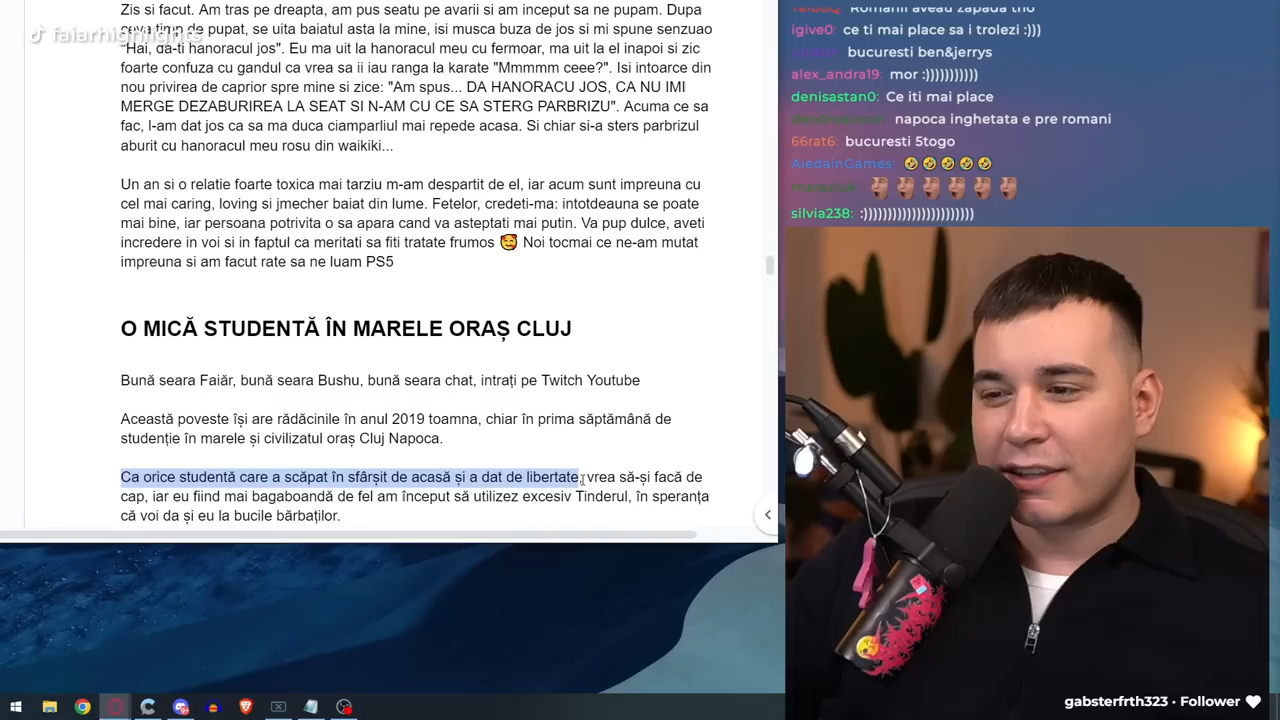 Zis si facut. Am tras pe dreapta, am pus seatu pe avarii si am inceput sa ne pupam. Dupa
timp de pupat, se uita baiatul asta la mine, isi musca buza de jos si mi spune senzuao
faiarhighlights
"Hai, da-ti hanoracul jos". Eu ma uit la hanoracul meu cu fermoar, ma uit la el inapoi si zic
foarte confuza cu gandul ca vrea sa ii iau ranga la karate "Mmmmm ceee?". Isi intoarce din
nou privirea de caprior spre mine si zice: "Am spus... DA HANORACU JOS, CA NU IMI
MERGE DEZABURIREA LA SEAT SI N-AM CU CE SA STERG PARBRIZU". Acuma ce sa
fac, l-am dat jos ca sa ma duca ciamparliul mai repede acasa. Si chiar si-a sters parbrizul
aburit cu hanoracul meu rosu din waikiki...
Un an si o relatie foarte toxica mai tarziu m-am despartit de el, iar acum sunt impreuna cu
cel mai caring, loving si jmecher baiat din lume. Fetelor, credeti-ma: intotdeauna se poate
mai bine, iar persoana potrivita o sa apara cand va asteptati mai putin. Va pup dulce, aveti
incredere in voi si in faptul ca meritati sa fiti tratate frumos 🥰 Noi tocmai ce ne-am mutat
impreuna si am facut rate sa ne luam PS5
O MICĂ STUDENTĂ ÎN MARELE ORAȘ CLUJ
Bună seara Faiăr, bună seara Bushu, bună seara chat, intrați pe Twitch Youtube
Această poveste își are rădăcinile în anul 2019 toamna, chiar în prima săptămână de
studenție în marele și civilizatul oraș Cluj Napoca.
Ca orice studentă care a scăpat în sfârșit de acasă și a dat de libertate, vrea să-și facă de
cap, iar eu fiind mai bagaboandă de fel am început să utilizez excesiv Tinderul, în speranța
că voi da și eu la bucile bărbaților.
Romanii aveau zapada tho
igive0: ce ti mai place sa i trolezi :)))
bucuresti ben&jerrys
alex_andra19: mor :)))))))))))
denisastan0: Ce iti mai place
napoca inghetata e pre romani
66rat6: bucuresti 5togo
AiedainGames: 🤣🤣🤣🤣🤣
silvia238: :)))))))))))))))))))))))
gabsterfrth323 · Follower